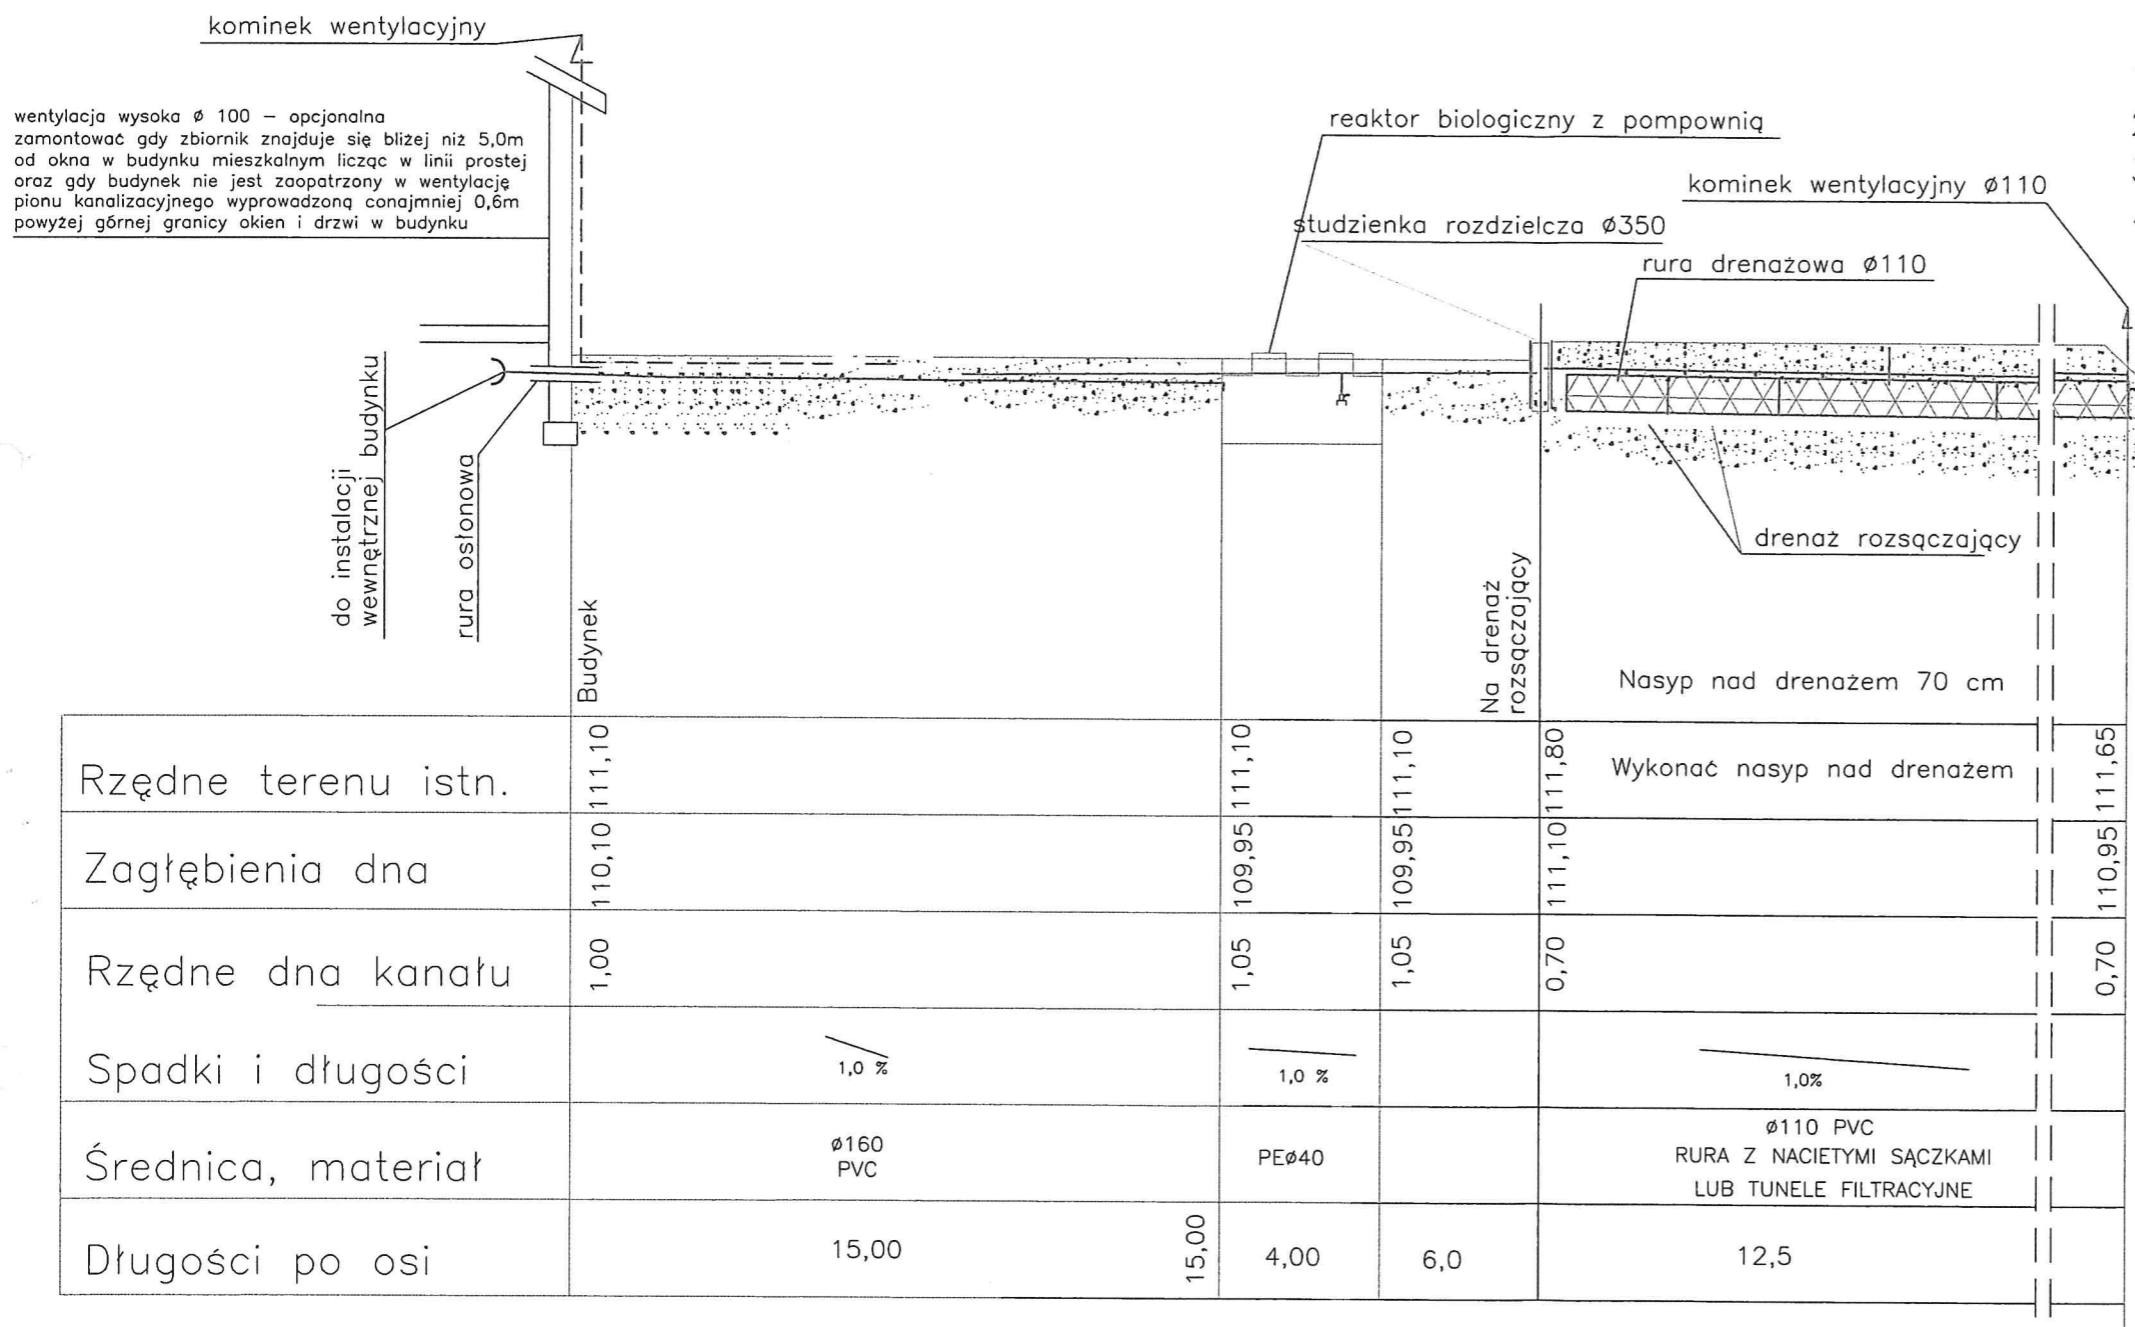 kominek wentylacyjny
wentylacja wysoka ø 100 – opcjonalna
zamontować gdy zbiornik znajduje się bliżej niż 5,0m
od okna w budynku mieszkalnym licząc w linii prostej
oraz gdy budynek nie jest zaopatrzony w wentylację
pionu kanalizacyjnego wyprowadzoną conajmniej 0,6m
powyżej górnej granicy okien i drzwi w budynku
reaktor biologiczny z pompownią
kominek wentylacyjny ø110
studzienka rozdzielcza ø350
rura drenażowa ø110
do instalacji
wewnętrznej budynku
rura osłonowa
Budynek
Na drenaż
rozsączający
drenaż rozsączający
Nasyp nad drenażem 70 cm
Rzędne terenu istn.
111,10
111,10
111,10
111,80
Wykonać nasyp nad drenażem
111,65
Zagłębienia dna
110,10
109,95
109,95
111,10
110,95
Rzędne dna kanału
1,00
1,05
1,05
0,70
0,70
Spadki i długości
1,0 %
1,0 %
1,0%
Średnica, materiał
ø160
PVC
PEø40
ø110 PVC
RURA Z NACIETYMI SĄCZKAMI
LUB TUNELE FILTRACYJNE
Długości po osi
15,00
15,00
4,00
6,0
12,5